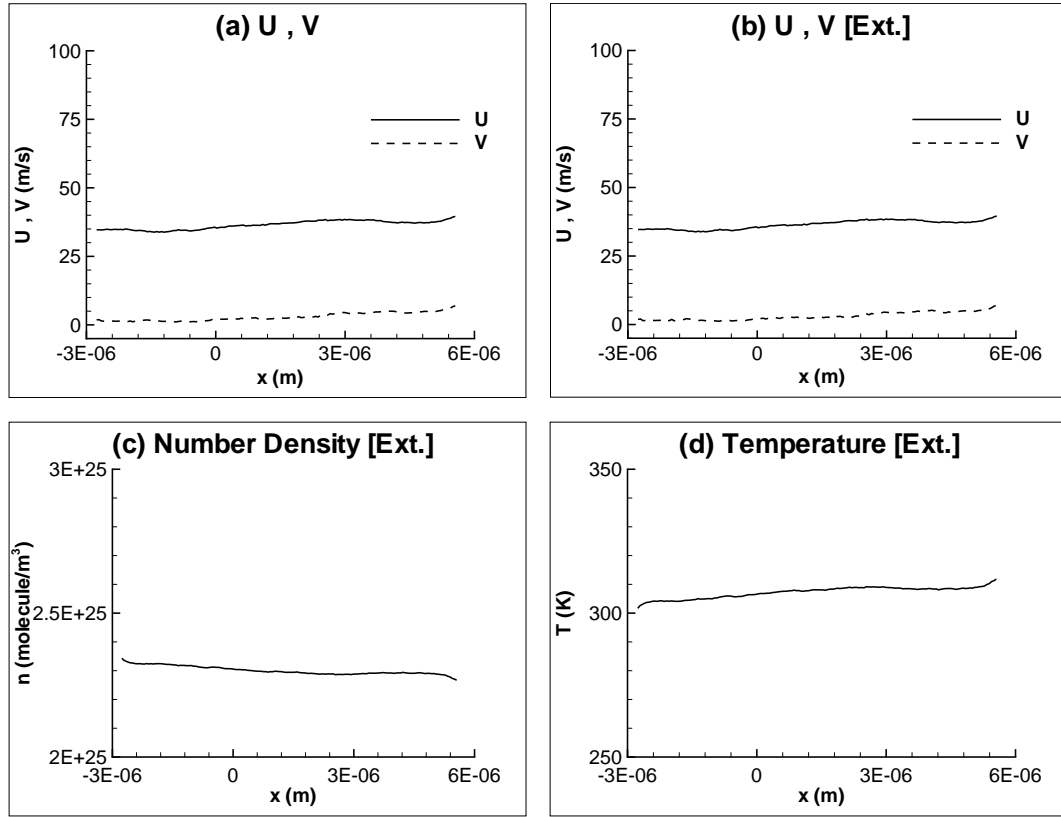 (a) U , V
100
75
50
25
0
U , V (m/s)
U
V
-3E-06 0 3E-06 6E-06
x (m)
(b) U , V [Ext.]
100
75
50
25
0
U , V (m/s)
U
V
-3E-06 0 3E-06 6E-06
x (m)
(c) Number Density [Ext.]
3E+25
2.5E+25
2E+25
n (molecule/m³)
-3E-06 0 3E-06 6E-06
x (m)
(d) Temperature [Ext.]
350
300
250
T (K)
-3E-06 0 3E-06 6E-06
x (m)